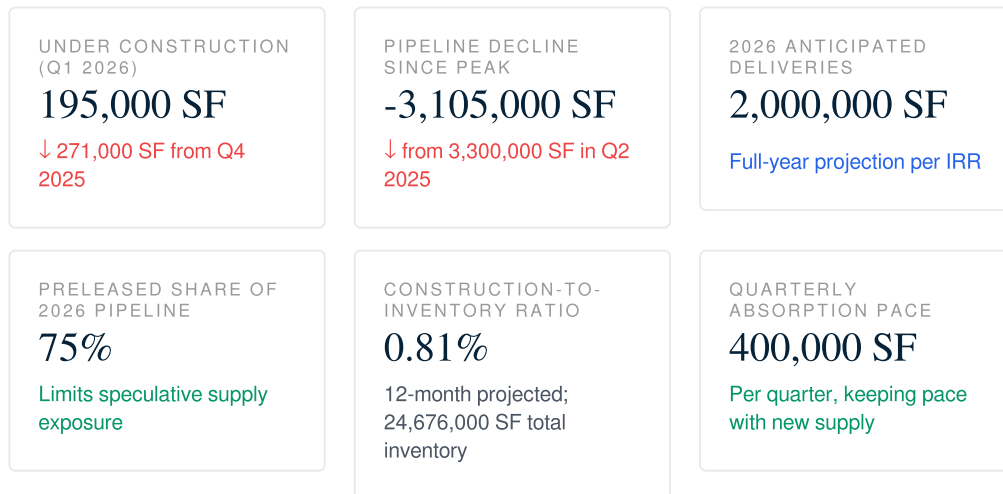 UNDER CONSTRUCTION
(Q1 2026)
195,000 SF
↓ 271,000 SF from Q4
2025
PIPELINE DECLINE
SINCE PEAK
-3,105,000 SF
↓ from 3,300,000 SF in Q2
2025
2026 ANTICIPATED
DELIVERIES
2,000,000 SF
Full-year projection per IRR
PRELEASED SHARE OF
2026 PIPELINE
75%
Limits speculative supply
exposure
CONSTRUCTION-TO-
INVENTORY RATIO
0.81%
12-month projected;
24,676,000 SF total
inventory
QUARTERLY
ABSORPTION PACE
400,000 SF
Per quarter, keeping pace
with new supply